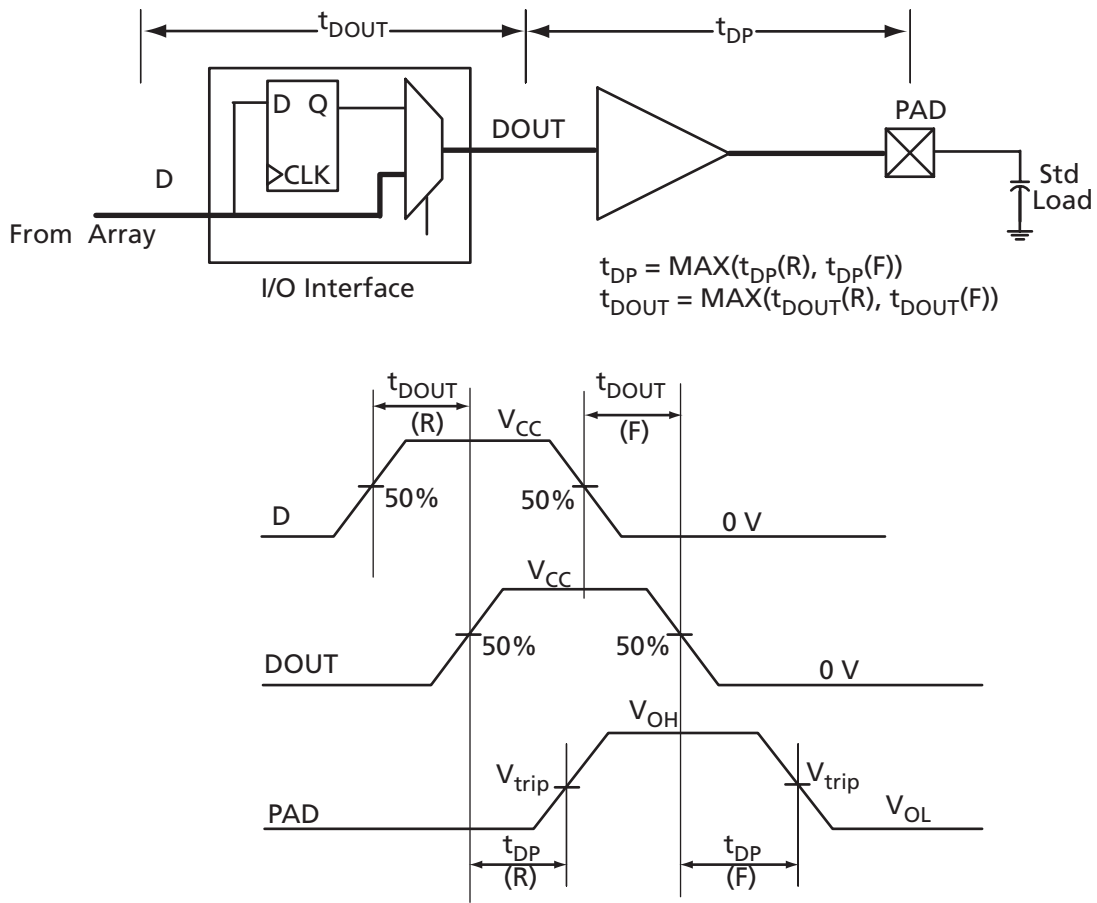 tDOUT
tDP
D Q
CLK
DOUT
PAD
D
From Array
Std
Load
I/O Interface
tDP = MAX(tDP(R), tDP(F))
tDOUT = MAX(tDOUT(R), tDOUT(F))
tDOUT
(R)
VCC
tDOUT
(F)
50%
50%
D
0 V
VCC
50%
50%
DOUT
0 V
VOH
Vtrip
Vtrip
PAD
VOL
tDP
(R)
tDP
(F)